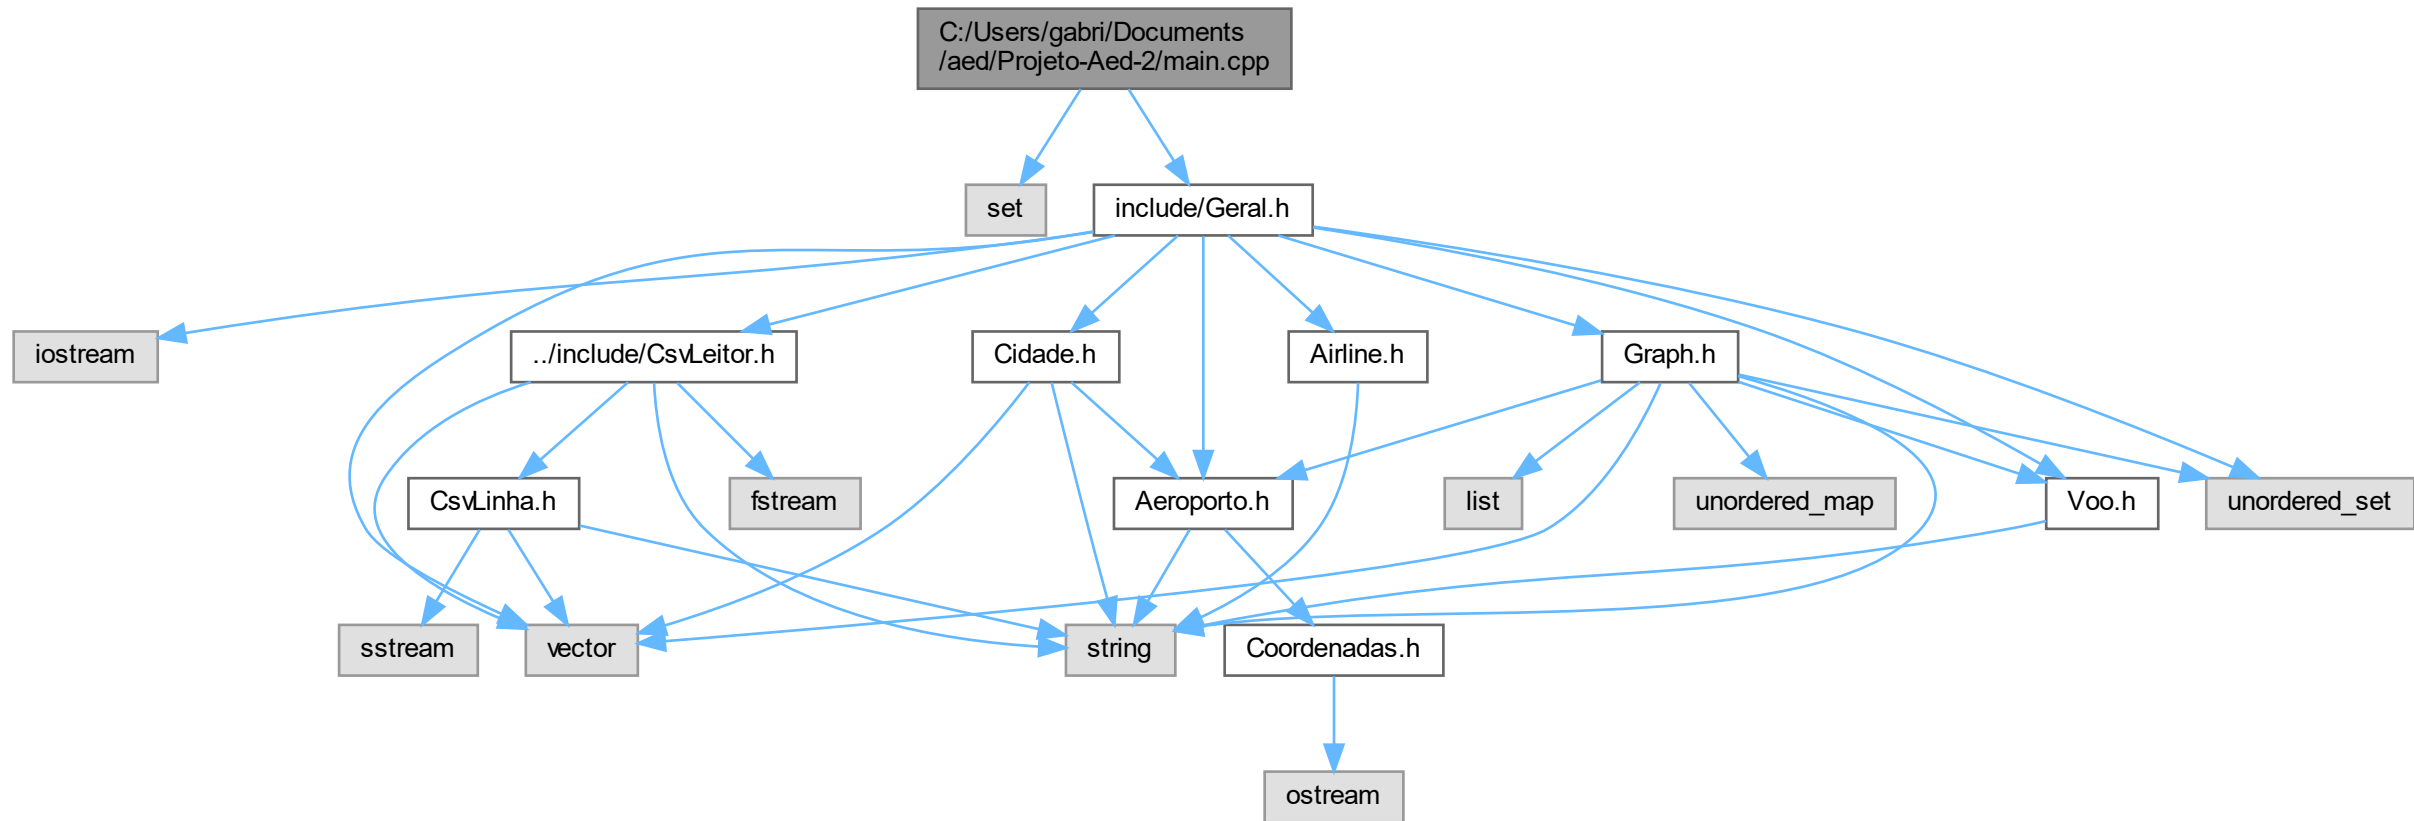 C:/Users/gabri/Documents
/aed/Projeto-Aed-2/main.cpp
set
include/Geral.h
iostream
../include/CsvLeitor.h
Cidade.h
Airline.h
Graph.h
CsvLinha.h
fstream
Aeroporto.h
list
unordered_map
Voo.h
unordered_set
sstream
vector
string
Coordenadas.h
ostream